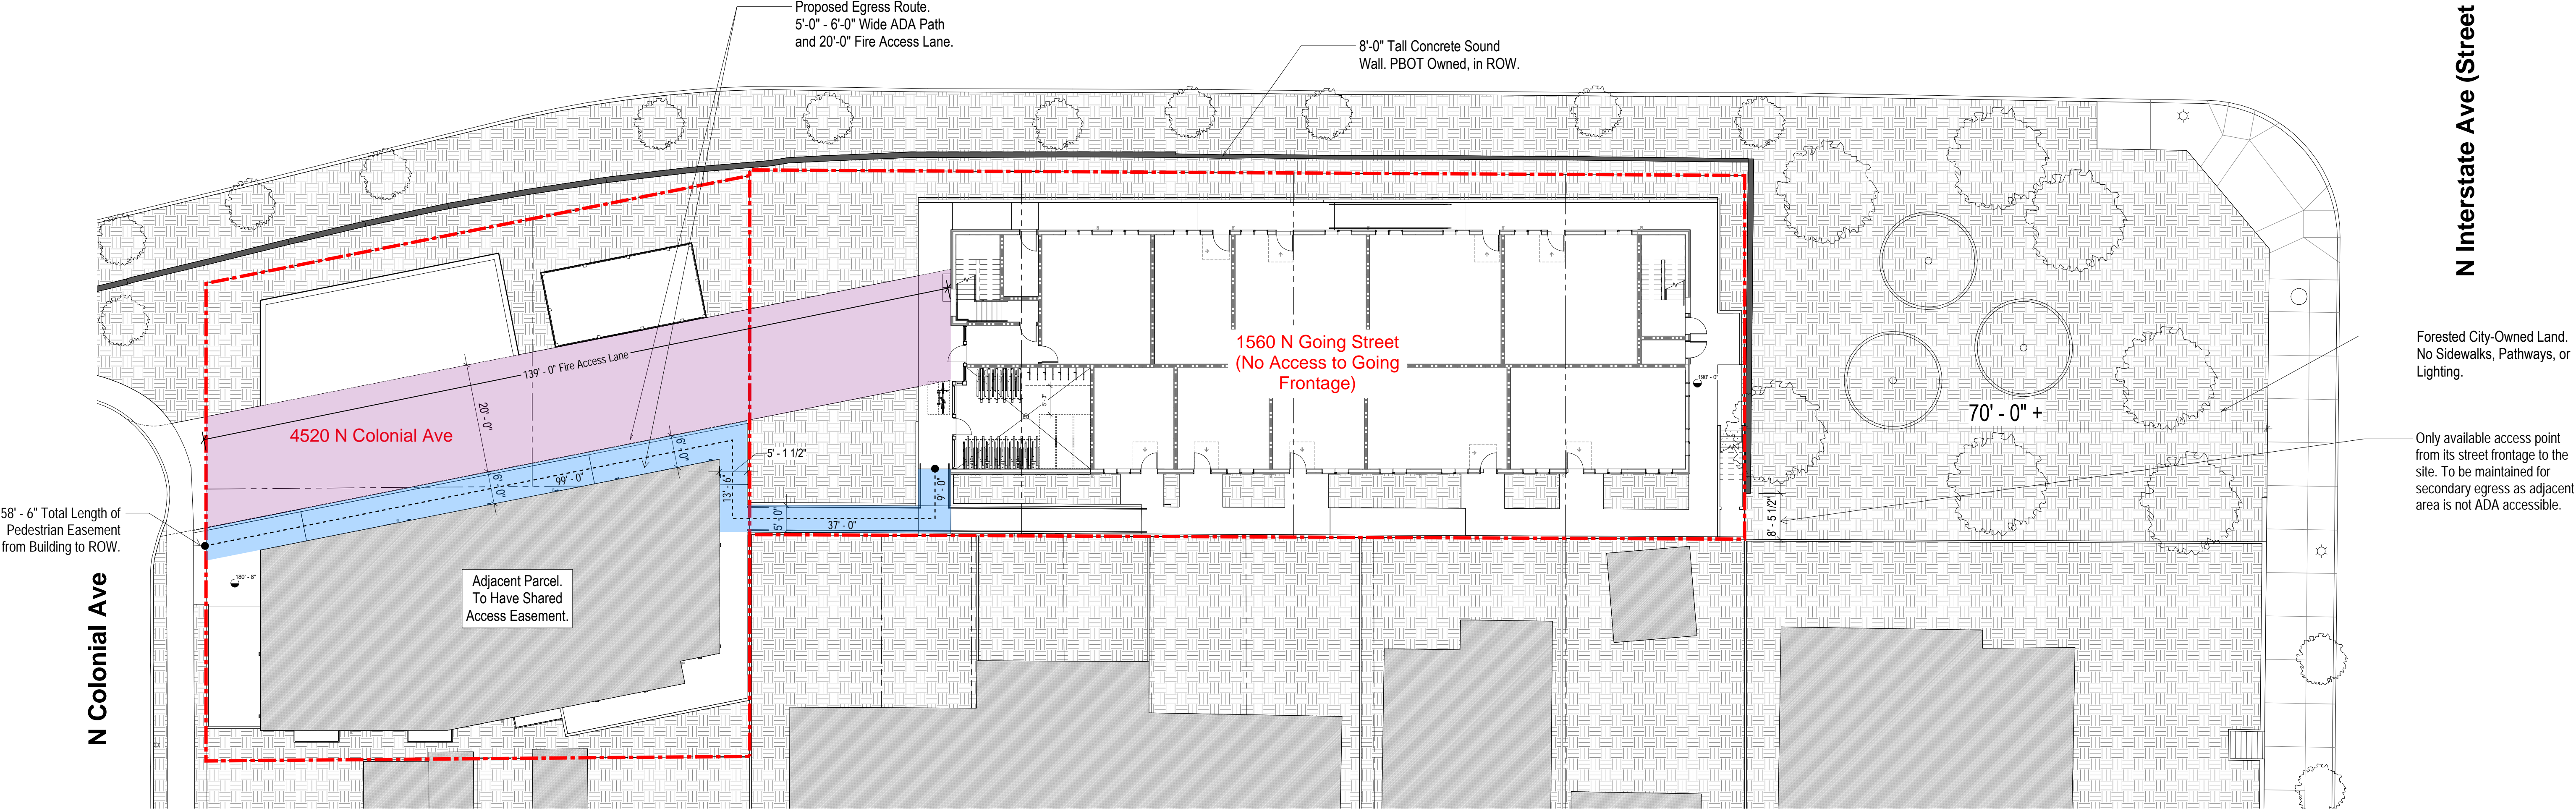 Proposed Egress Route.
5'-0" - 6'-0" Wide ADA Path
and 20'-0" Fire Access Lane.
8'-0" Tall Concrete Sound
Wall. PBOT Owned, in ROW.
N Interstate Ave (Street
139' - 0" Fire Access Lane
20' - 0"
4520 N Colonial Ave
6' - 0"
6' - 0"
99' - 0"
5' - 1 1/2"
13' - 6"
5' - 0"
37' - 0"
9' - 0"
5' - 3"
1560 N Going Street
(No Access to Going
Frontage)
190' - 0"
70' - 0" +
8' - 5 1/2"
Forested City-Owned Land.
No Sidewalks, Pathways, or
Lighting.
Only available access point
from its street frontage to the
site. To be maintained for
secondary egress as adjacent
area is not ADA accessible.
58' - 6" Total Length of
Pedestrian Easement
from Building to ROW.
180' - 8"
Adjacent Parcel.
To Have Shared
Access Easement.
N Colonial Ave